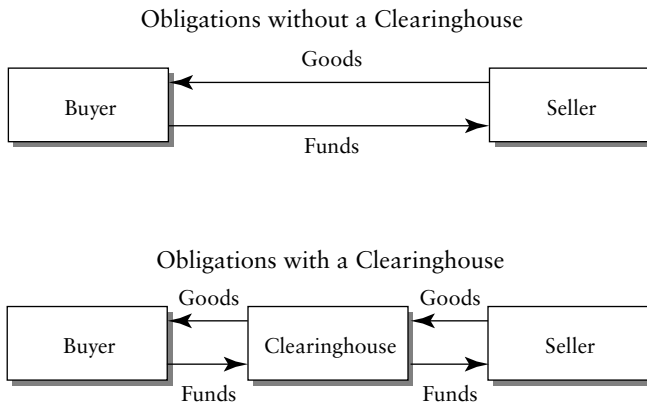 Obligations without a Clearinghouse
Goods
Buyer
Seller
Funds
Obligations with a Clearinghouse
Goods
Goods
Buyer
Clearinghouse
Seller
Funds
Funds